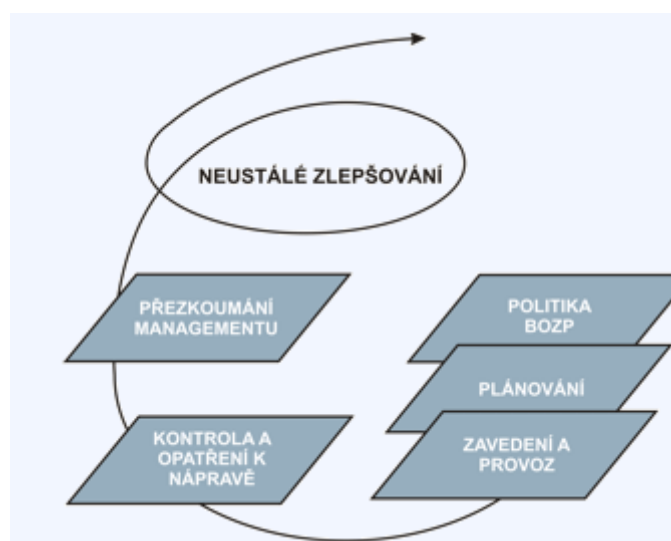 NEUSTÁLÉ ZLEPŠOVÁNÍ
PŘEZKOUMÁNÍ
MANAGEMENTU
POLITIKA
BOZP
PLÁNOVÁNÍ
KONTROLA A
OPATŘENÍ K
NÁPRAVĚ
ZAVEDENÍ A
PROVOZ